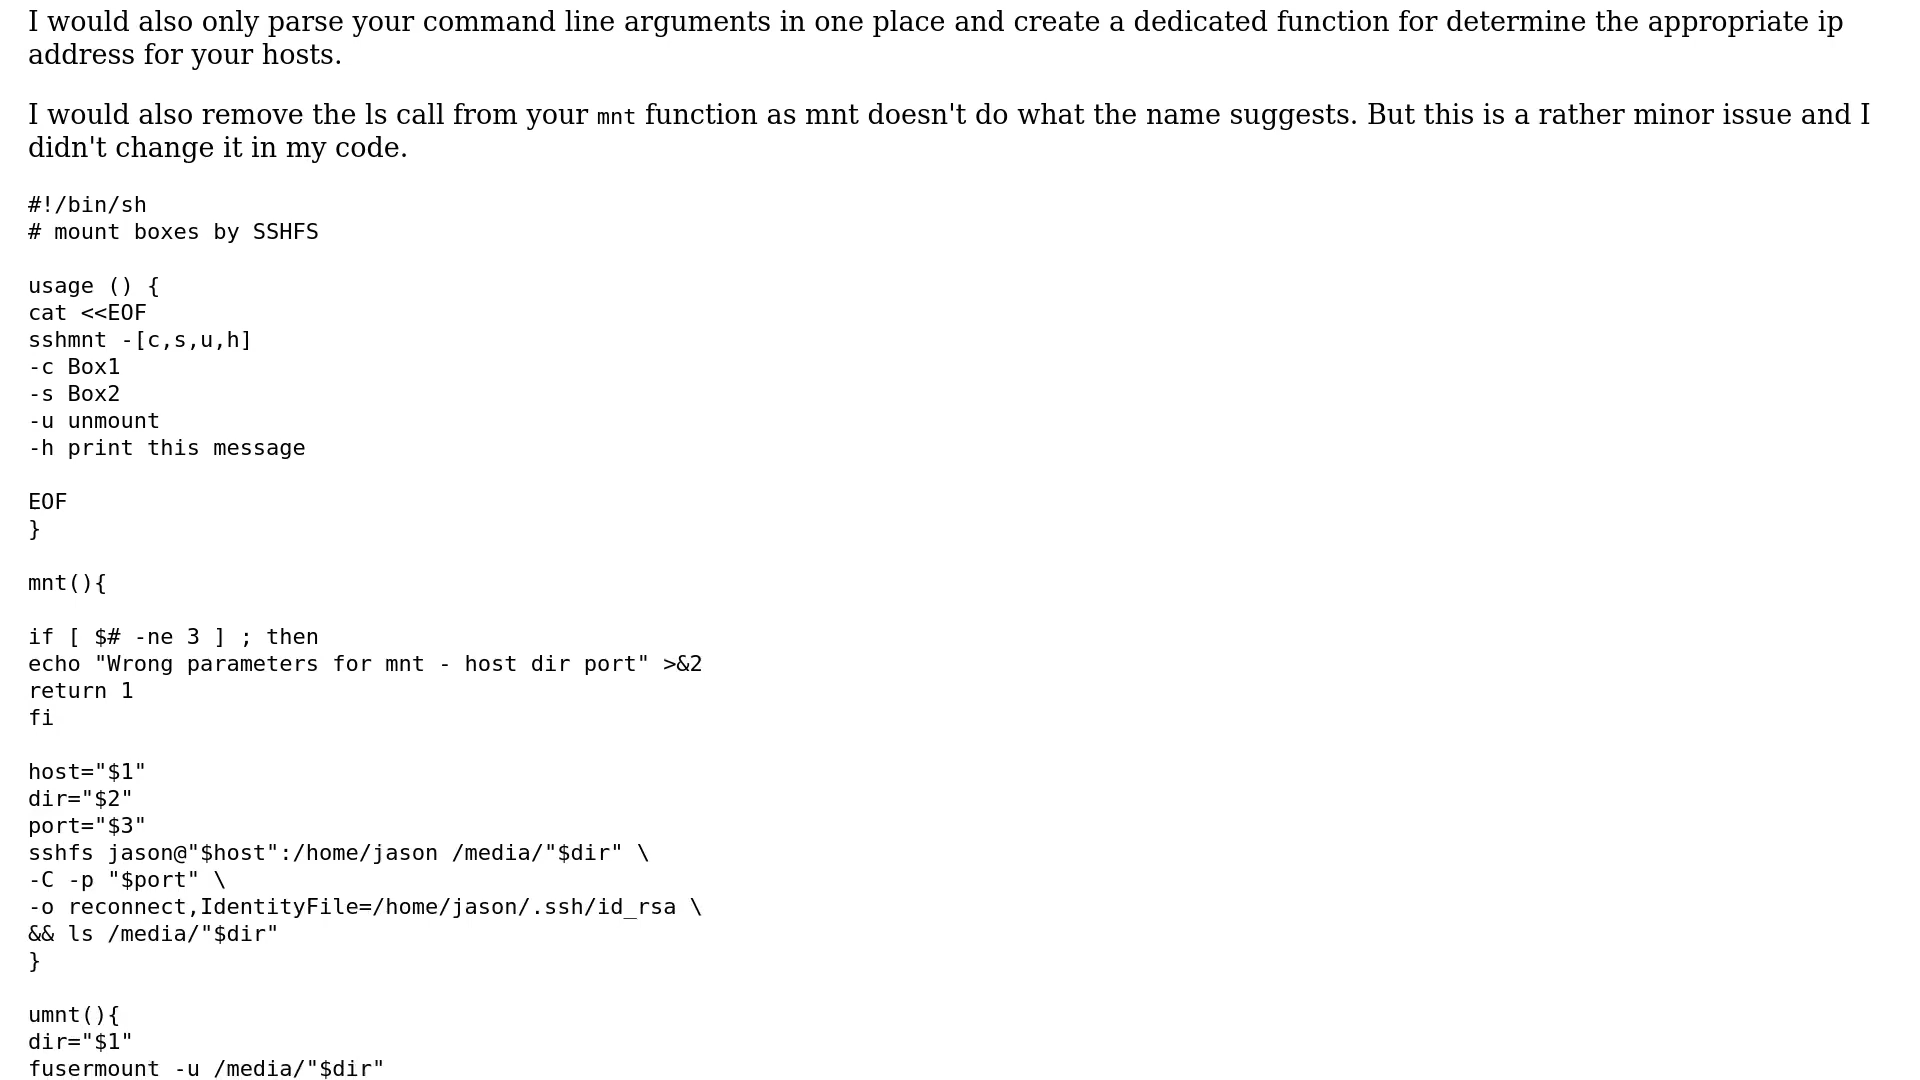 I would also only parse your command line arguments in one place and create a dedicated function for determine the appropriate ip
address for your hosts.
I would also remove the ls call from your mnt function as mnt doesn't do what the name suggests. But this is a rather minor issue and I
didn't change it in my code.
#!/bin/sh
# mount boxes by SSHFS
usage () {
cat <<EOF
sshmnt -[c,s,u,h]
-c Box1
-s Box2
-u unmount
-h print this message
EOF
}
mnt(){
if [ $# -ne 3 ] ; then
echo "Wrong parameters for mnt - host dir port" >&2
return 1
fi
host="$1"
dir="$2"
port="$3"
sshfs jason@"$host":/home/jason /media/"$dir" \
-C -p "$port" \
-o reconnect,IdentityFile=/home/jason/.ssh/id_rsa \
&& ls /media/"$dir"
}
umnt(){
dir="$1"
fusermount -u /media/"$dir"